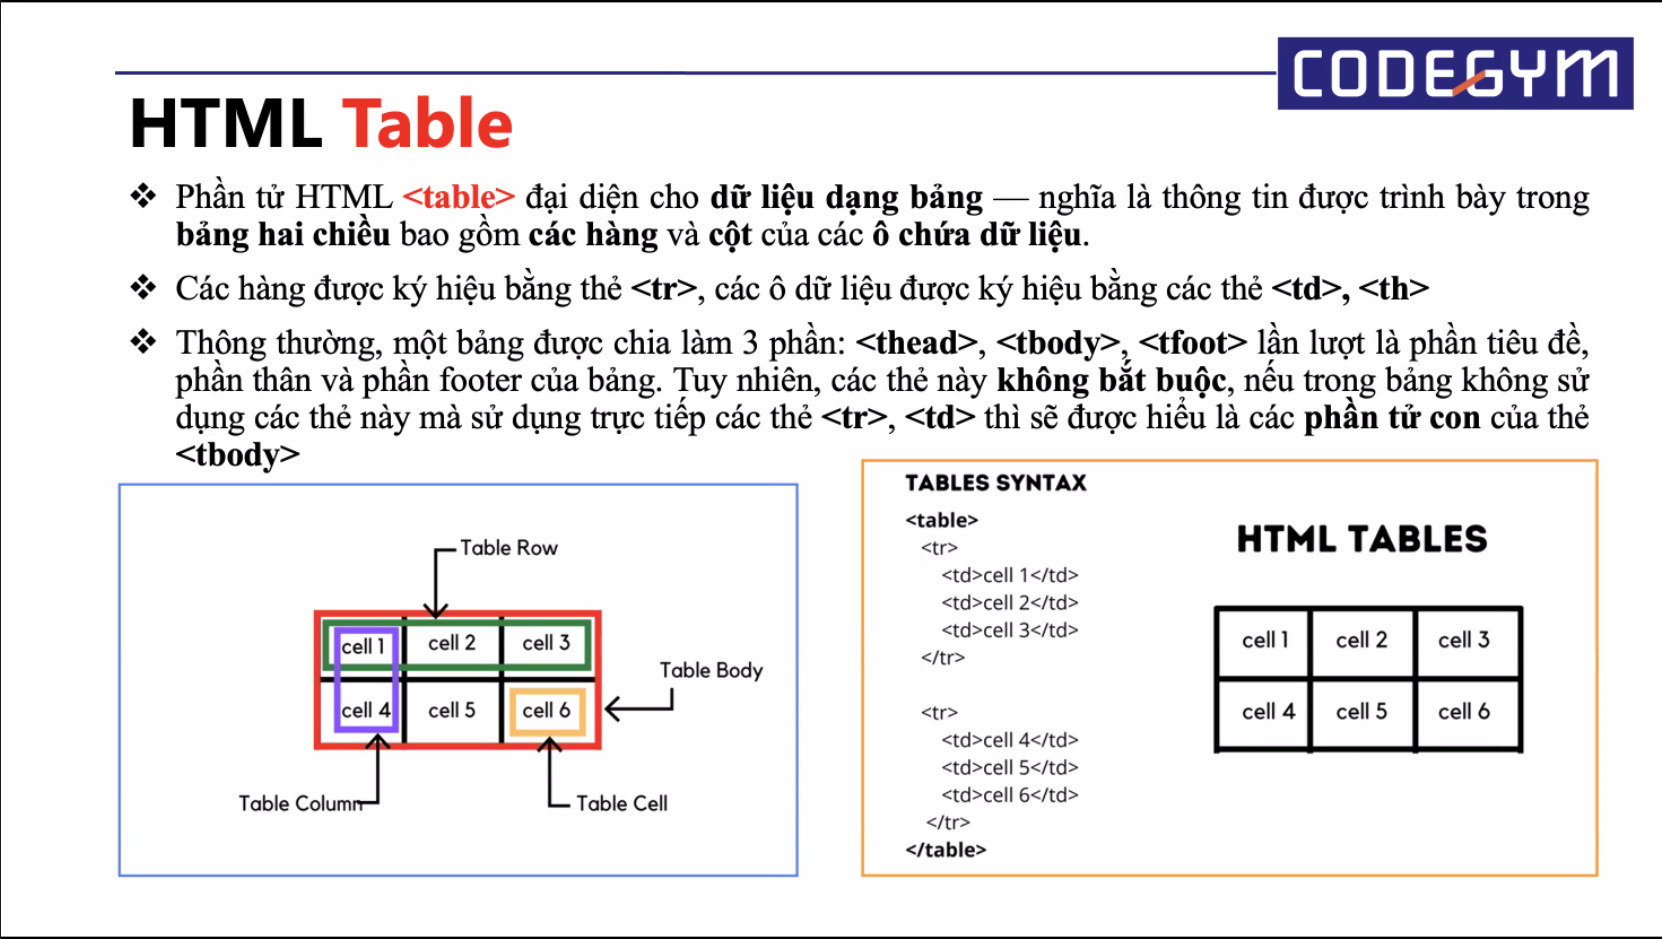 CODEGYM
HTML Table
❖ Phần tử HTML <table> đại diện cho dữ liệu dạng bảng — nghĩa là thông tin được trình bày trong
bảng hai chiều bao gồm các hàng và cột của các ô chứa dữ liệu.
❖ Các hàng được ký hiệu bằng thẻ <tr>, các ô dữ liệu được ký hiệu bằng các thẻ <td>, <th>
❖ Thông thường, một bảng được chia làm 3 phần: <thead>, <tbody>, <tfoot> lần lượt là phần tiêu đề,
phần thân và phần footer của bảng. Tuy nhiên, các thẻ này không bắt buộc, nếu trong bảng không sử
dụng các thẻ này mà sử dụng trực tiếp các thẻ <tr>, <td> thì sẽ được hiểu là các phần tử con của thẻ
<tbody>
Table Row
cell 1 cell 2 cell 3
Table Body
cell 4 cell 5 cell 6
Table Column Table Cell
TABLES SYNTAX
<table>
<tr>
<td>cell 1</td>
<td>cell 2</td>
<td>cell 3</td>
</tr>
<tr>
<td>cell 4</td>
<td>cell 5</td>
<td>cell 6</td>
</tr>
</table>
HTML TABLES
cell 1 cell 2 cell 3
cell 4 cell 5 cell 6